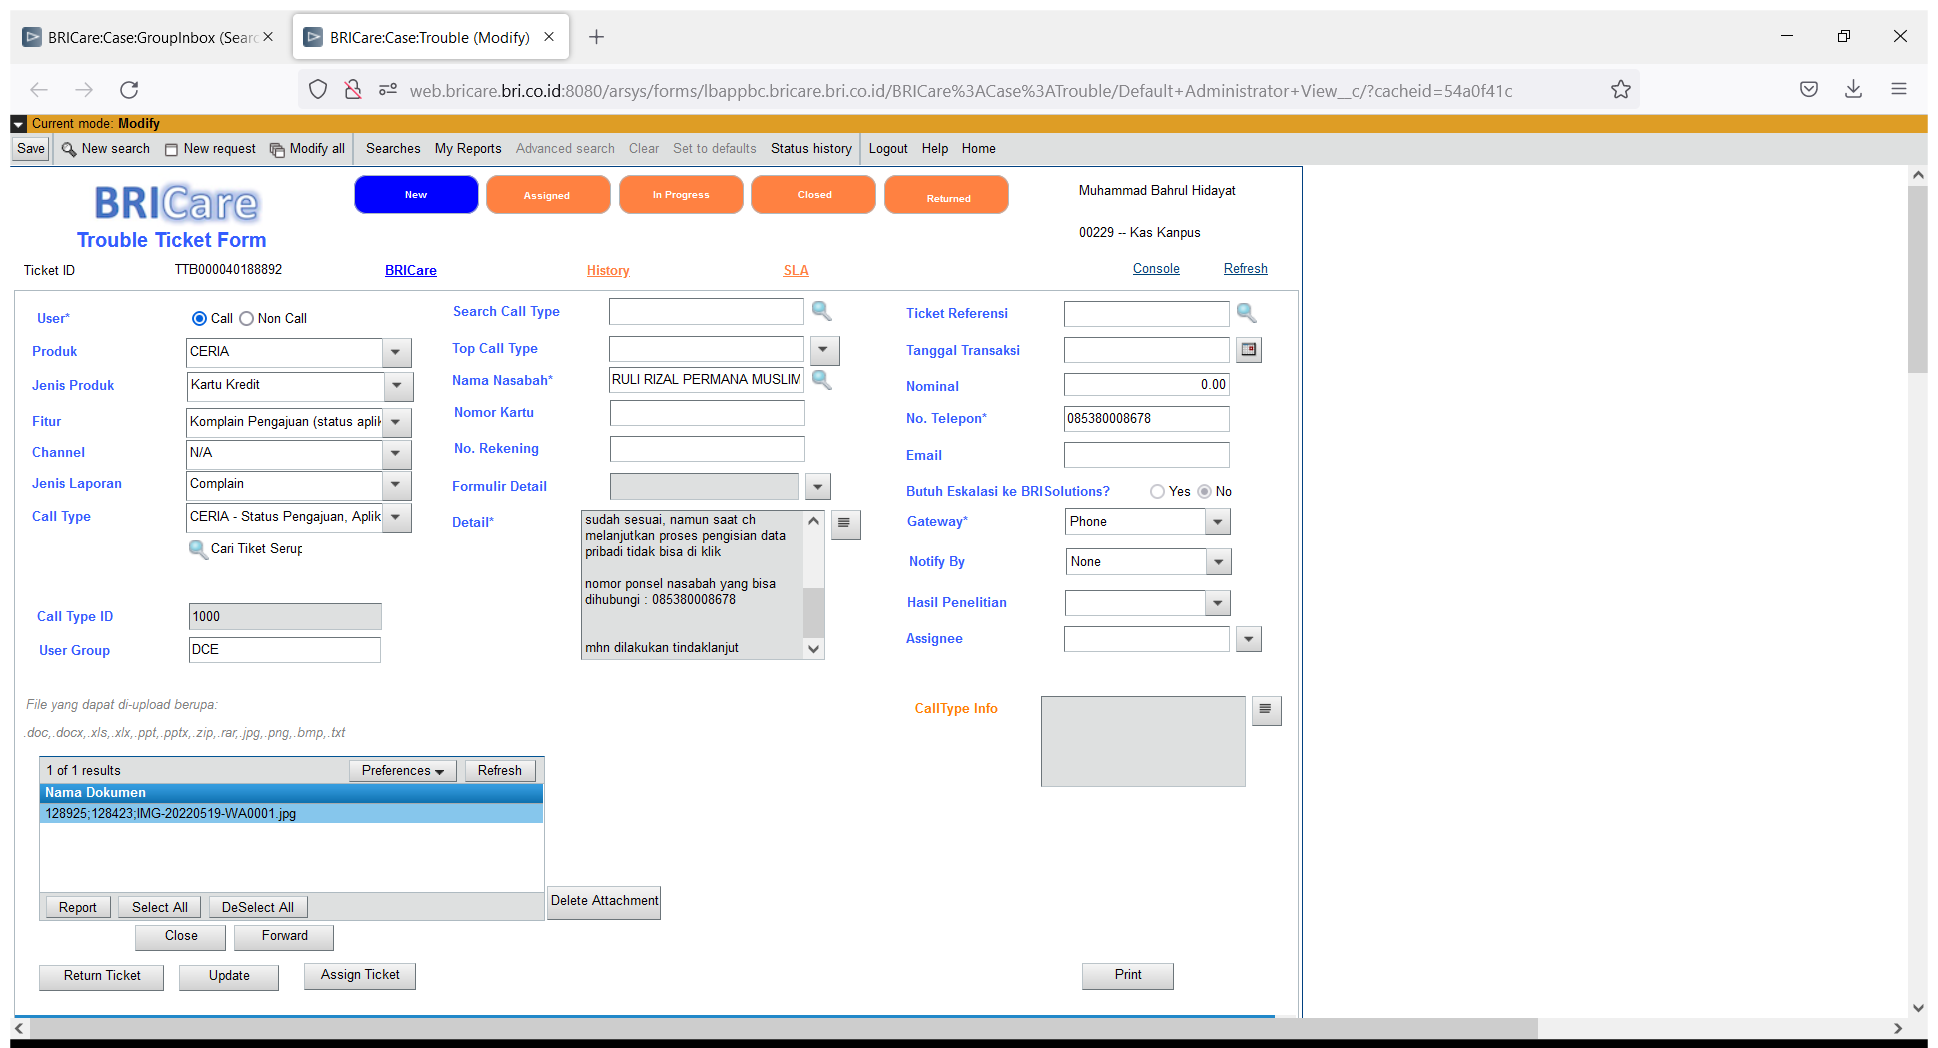 BRICare:Case:GroupInbox (Searc
BRICare:Case:Trouble (Modify)
web.bricare.bri.co.id:8080/arsys/forms/lbappbc.bricare.bri.co.id/BRICare%3ACase%3ATrouble/Default+Administrator+View__c/?cacheid=54a0f41c
Current mode: Modify
Save New search New request Modify all Searches My Reports Advanced search Clear Set to defaults Status history Logout Help Home
BRICare
Trouble Ticket Form
New Assigned In Progress Closed Returned
Muhammad Bahrul Hidayat
00229 -- Kas Kanpus
Ticket ID TTB000040188892 BRICare History SLA Console Refresh
User* Call Non Call
Produk CERIA
Jenis Produk Kartu Kredit
Fitur Komplain Pengajuan (status aplik
Channel N/A
Jenis Laporan Complain
Call Type CERIA - Status Pengajuan, Aplik
Cari Tiket Serup
Call Type ID 1000
User Group DCE
Search Call Type
Top Call Type
Nama Nasabah* RULI RIZAL PERMANA MUSLIM
Nomor Kartu
No. Rekening
Formulir Detail
Detail*
sudah sesuai, namun saat ch
melanjutkan proses pengisian data
pribadi tidak bisa di klik
nomor ponsel nasabah yang bisa
dihubungi : 085380008678
mhn dilakukan tindaklanjut
Ticket Referensi
Tanggal Transaksi
Nominal 0.00
No. Telepon* 085380008678
Email
Butuh Eskalasi ke BRISolutions? Yes No
Gateway* Phone
Notify By None
Hasil Penelitian
Assignee
CallType Info
File yang dapat di-upload berupa:
.doc,.docx,.xls,.xlx,.ppt,.pptx,.zip,.rar,.jpg,.png,.bmp,.txt
1 of 1 results Preferences Refresh
Nama Dokumen
128925;128423;IMG-20220519-WA0001.jpg
Report Select All DeSelect All
Delete Attachment
Close Forward
Return Ticket Update Assign Ticket Print